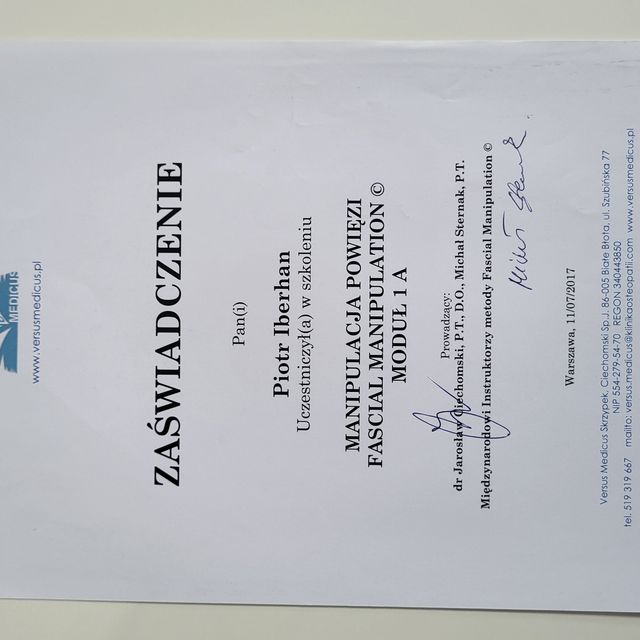 MEDICUS
www.versusmedicus.pl
ZAŚWIADCZENIE
Pan(i)
Piotr Iberhan
Uczestniczył(a) w szkoleniu
MANIPULACJA POWIĘZI
FASCIAL MANIPULATION ©
MODUŁ 1 A
Prowadzący:
dr Jarosław Ciechomski, P.T., D.O., Michał Sternak, P.T.
Międzynarodowi Instruktorzy metody Fascial Manipulation ©
Warszawa, 11/07/2017
Versus Medicus Skrzypek, Ciechomski Sp.J. 86-005 Białe Błota, ul. Szubińska 77
NIP 554-279-54-70 REGON 340443850
tel. 519 319 667 mailto: versus.medicus@klinikaosteopatii.com www.versusmedicus.pl